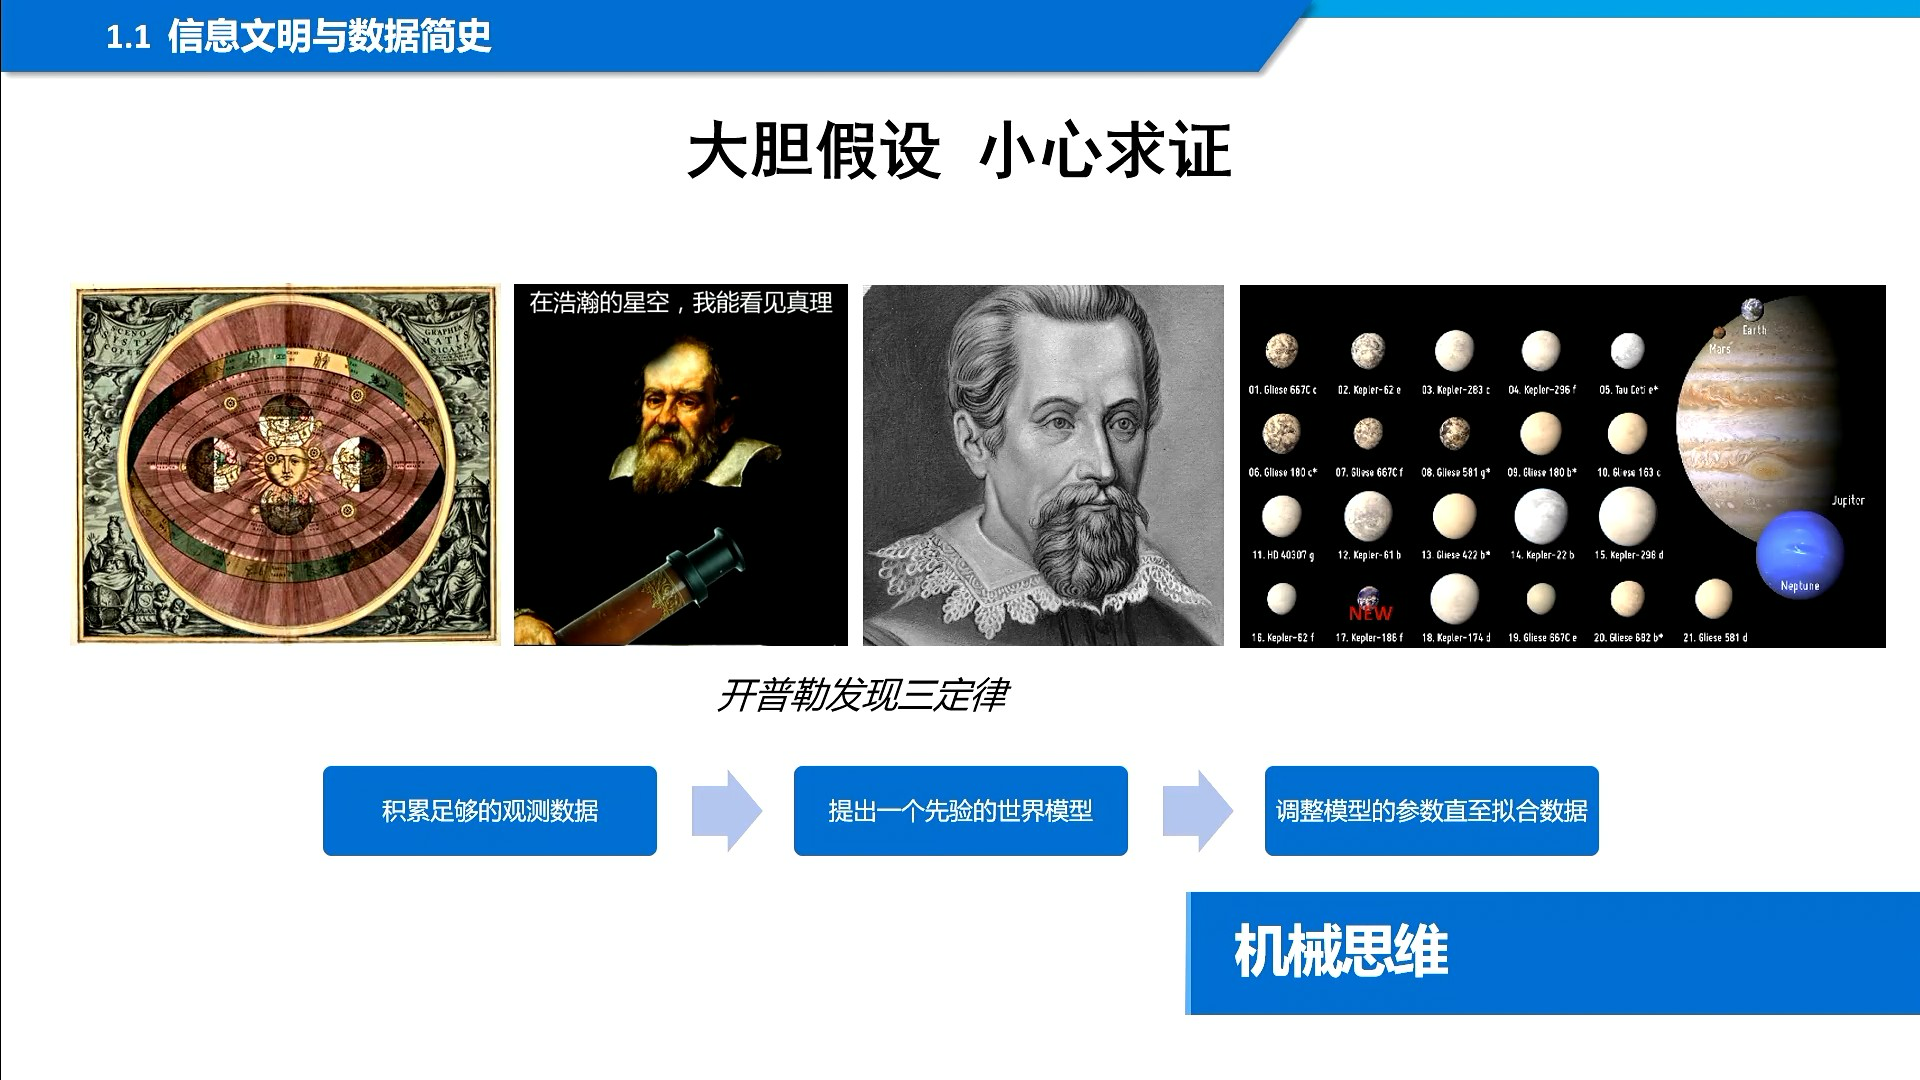 1.1 信息文明与数据简史
大胆假设 小心求证
在浩瀚的星空，我能看见真理
Earth
Mars
01. Gliese 667C c
02. Kepler-62 e
03. Kepler-283 c
04. Kepler-296 f
05. Tau Ceti e*
06. Gliese 180 c*
07. Gliese 667C f
08. Gliese 581 g*
09. Gliese 180 b*
10. Gliese 163 c
Jupiter
11. HD 40307 g
12. Kepler-61 b
13. Gliese 422 b*
14. Kepler-22 b
15. Kepler-298 d
Neptune
NEW
16. Kepler-62 f
17. Kepler-186 f
18. Kepler-174 d
19. Gliese 667C e
20. Gliese 682 b*
21. Gliese 581 d
开普勒发现三定律
积累足够的观测数据
提出一个先验的世界模型
调整模型的参数直至拟合数据
机械思维